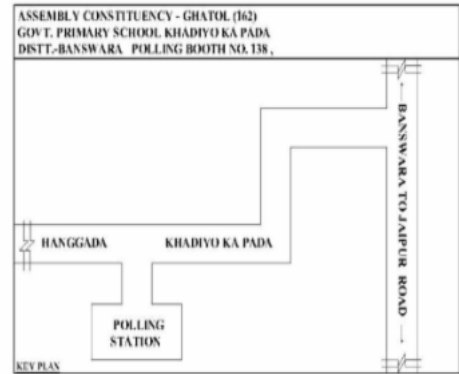 ASSEMBLY CONSTITUENCY - GHATOL (162)
GOVT. PRIMARY SCHOOL KHADIYO KA PADA
DISTT.-BANSWARA POLLING BOOTH NO. 138 ,
BANSWARA TO JAIPUR ROAD
HANGGADA KHADIYO KA PADA
POLLING
STATION
KEY PLAN